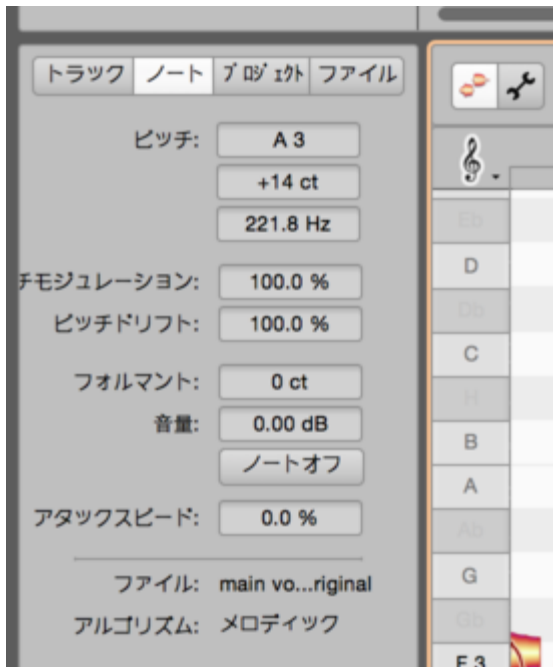 トラック ノート プロジェクト ファイル
ピッチ: A 3
+14 ct
221.8 Hz
チモジュレーション: 100.0 %
ピッチドリフト: 100.0 %
フォルマント: 0 ct
音量: 0.00 dB
ノートオフ
アタックスピード: 0.0 %
ファイル: main vo...riginal
アルゴリズム: メロディック
Eb
D
Db
C
H
B
A
Ab
G
Gb
F 3